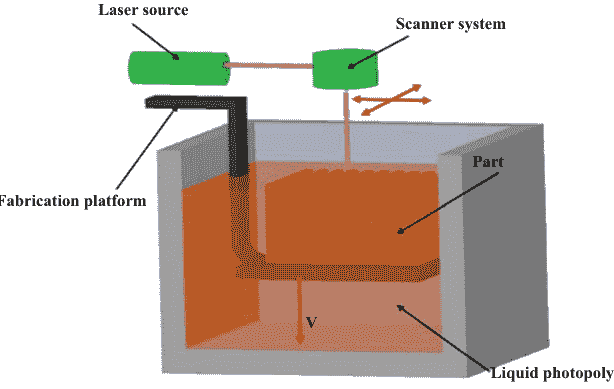 Laser source
Scanner system
Part
Fabrication platform
V
Liquid photopoly